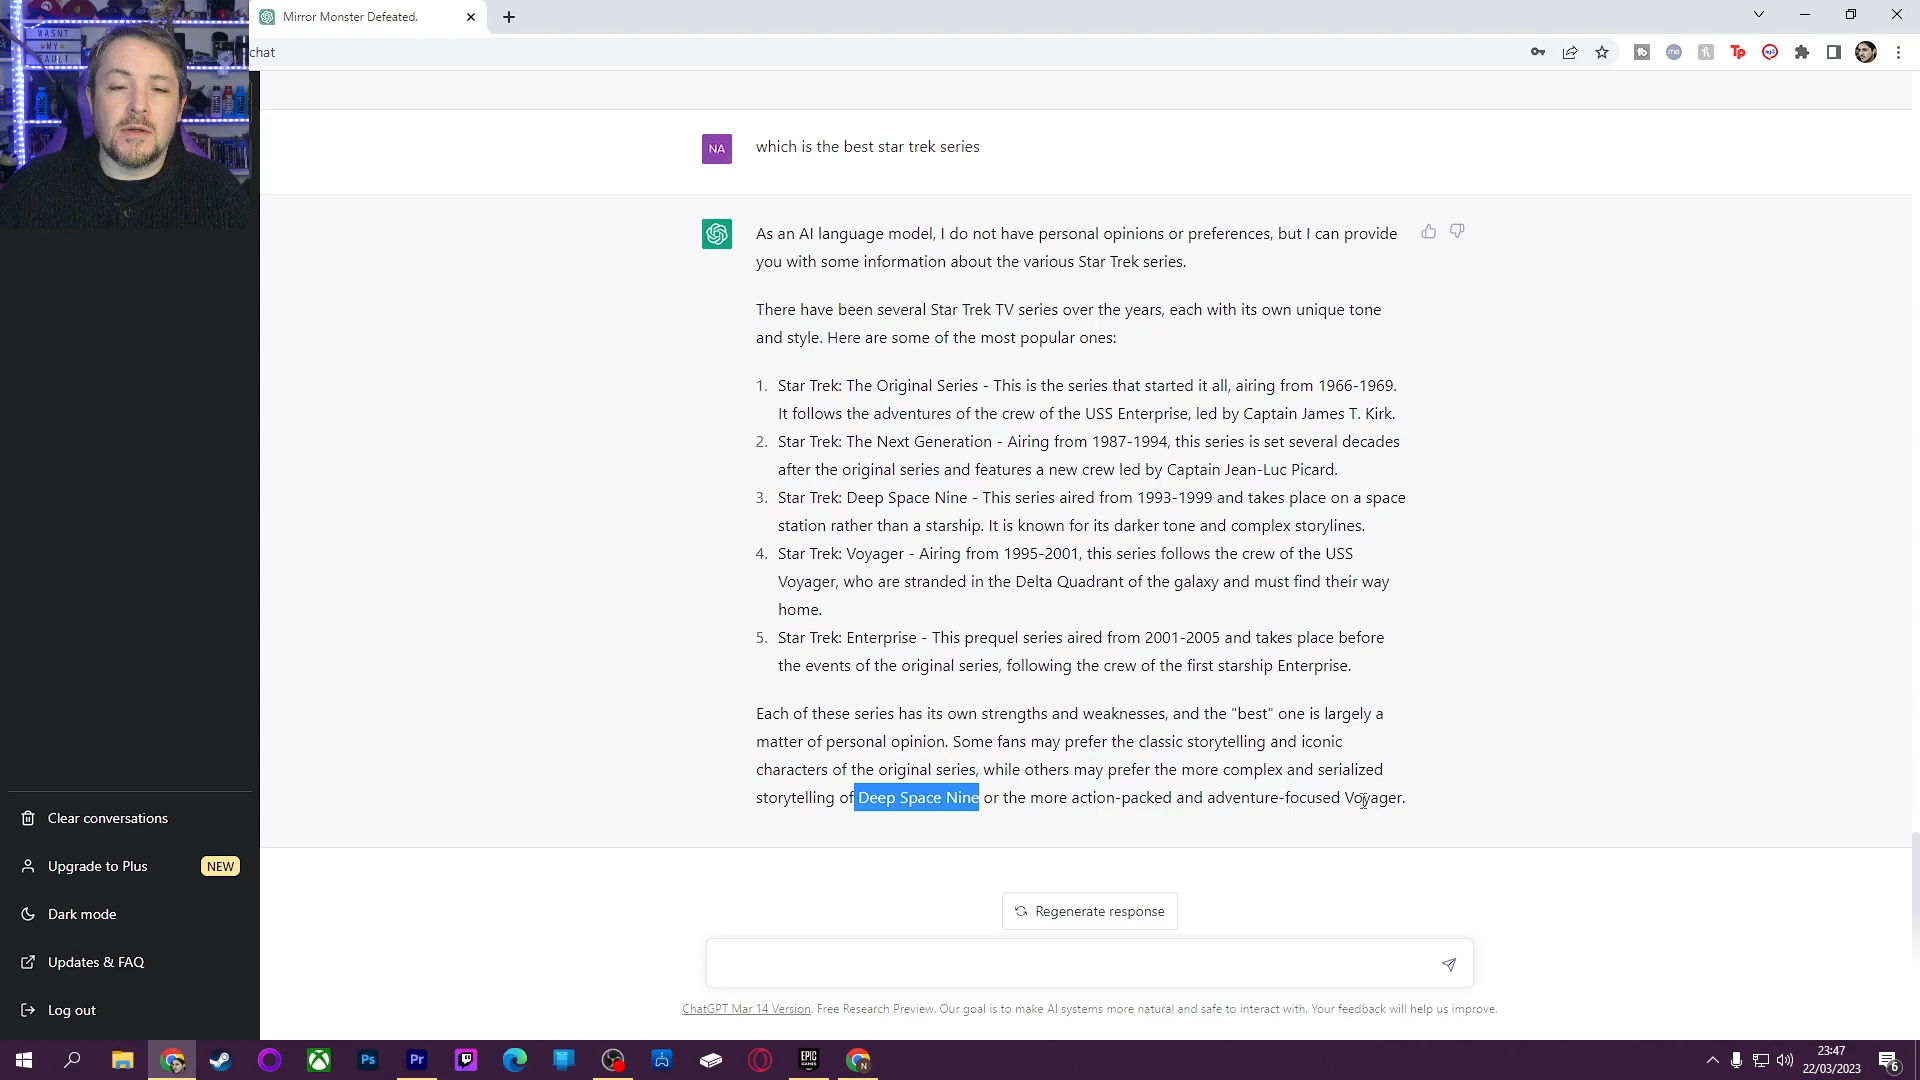 WASNT
MY
FAULT
Mirror Monster Defeated.
chat
NA
which is the best star trek series
As an AI language model, I do not have personal opinions or preferences, but I can provide
you with some information about the various Star Trek series.
There have been several Star Trek TV series over the years, each with its own unique tone
and style. Here are some of the most popular ones:
1. Star Trek: The Original Series - This is the series that started it all, airing from 1966-1969.
It follows the adventures of the crew of the USS Enterprise, led by Captain James T. Kirk.
2. Star Trek: The Next Generation - Airing from 1987-1994, this series is set several decades
after the original series and features a new crew led by Captain Jean-Luc Picard.
3. Star Trek: Deep Space Nine - This series aired from 1993-1999 and takes place on a space
station rather than a starship. It is known for its darker tone and complex storylines.
4. Star Trek: Voyager - Airing from 1995-2001, this series follows the crew of the USS
Voyager, who are stranded in the Delta Quadrant of the galaxy and must find their way
home.
5. Star Trek: Enterprise - This prequel series aired from 2001-2005 and takes place before
the events of the original series, following the crew of the first starship Enterprise.
Each of these series has its own strengths and weaknesses, and the "best" one is largely a
matter of personal opinion. Some fans may prefer the classic storytelling and iconic
characters of the original series, while others may prefer the more complex and serialized
storytelling of Deep Space Nine or the more action-packed and adventure-focused Voyager.
Clear conversations
Upgrade to Plus NEW
Dark mode
Updates & FAQ
Log out
Regenerate response
ChatGPT Mar 14 Version. Free Research Preview. Our goal is to make AI systems more natural and safe to interact with. Your feedback will help us improve.
Ps
Pr
EPIC
GAMES
N
23:47
22/03/2023
6